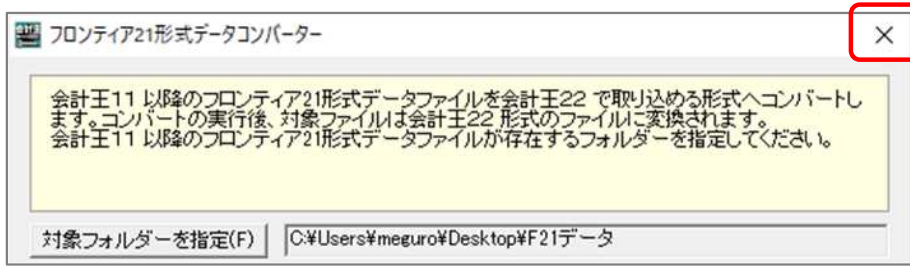 フロンティア21形式データコンバーター
会計王11 以降のフロンティア21形式データファイルを会計王22 で取り込める形式へコンバートし
ます。コンバートの実行後、対象ファイルは会計王22 形式のファイルに変換されます。
会計王11 以降のフロンティア21形式データファイルが存在するフォルダーを指定してください。
対象フォルダーを指定(F) C:¥Users¥meguro¥Desktop¥F21データ